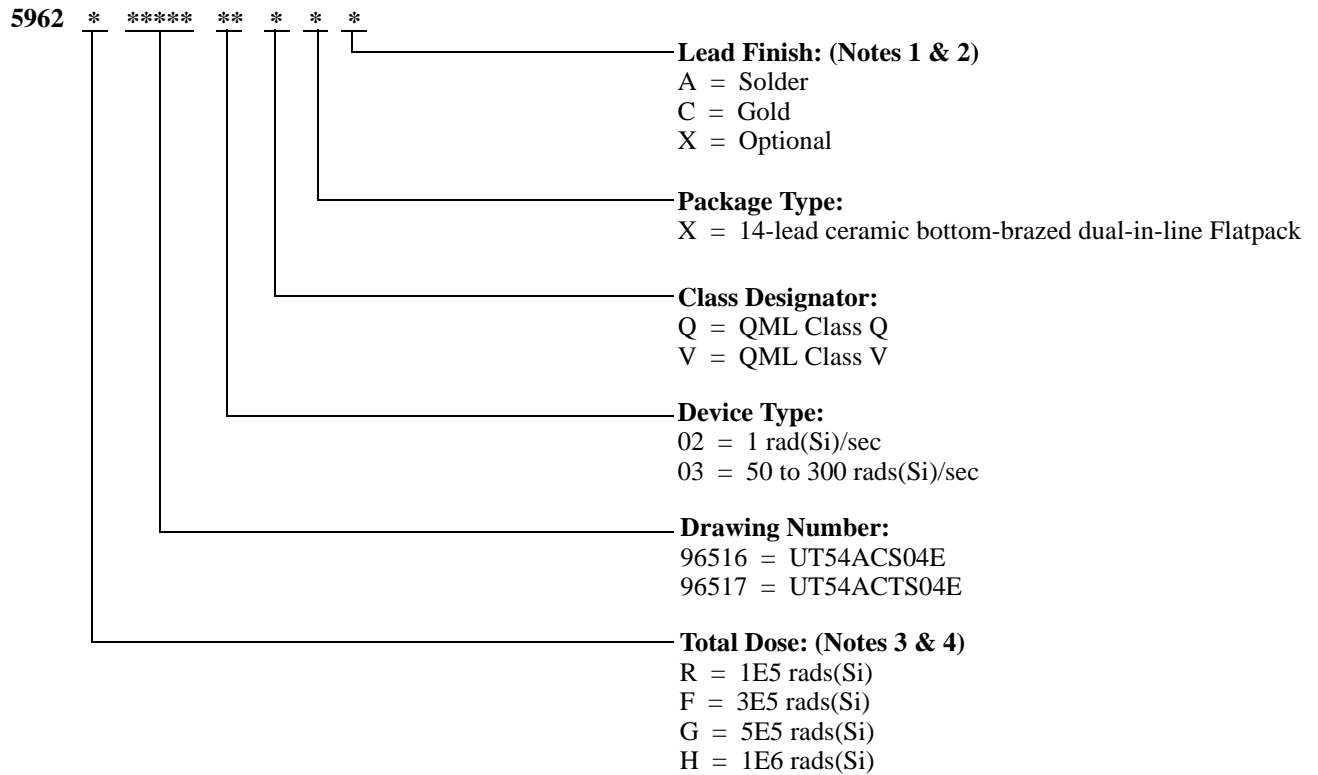 5962 * ***** ** * * *
Lead Finish: (Notes 1 & 2)
A = Solder
C = Gold
X = Optional
Package Type:
X = 14-lead ceramic bottom-brazed dual-in-line Flatpack
Class Designator:
Q = QML Class Q
V = QML Class V
Device Type:
02 = 1 rad(Si)/sec
03 = 50 to 300 rads(Si)/sec
Drawing Number:
96516 = UT54ACS04E
96517 = UT54ACTS04E
Total Dose: (Notes 3 & 4)
R = 1E5 rads(Si)
F = 3E5 rads(Si)
G = 5E5 rads(Si)
H = 1E6 rads(Si)